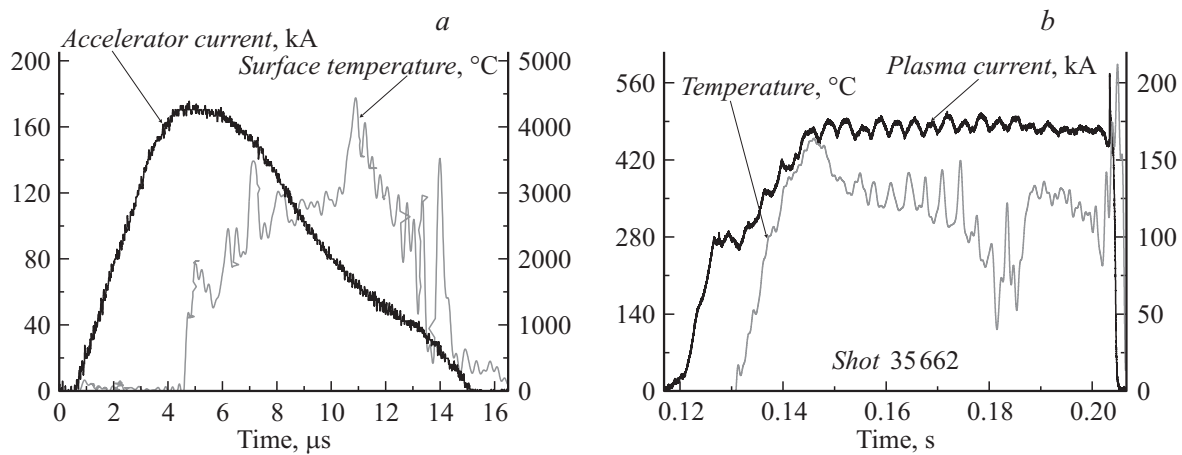 a
Accelerator current, kA
Surface temperature, °C
200
160
120
80
40
0
5000
4000
3000
2000
1000
0
0 2 4 6 8 10 12 14 16
Time, μs
b
Plasma current, kA
Temperature, °C
560
420
280
140
0
200
150
100
50
0
Shot 35662
0.12 0.14 0.16 0.18 0.20
Time, s